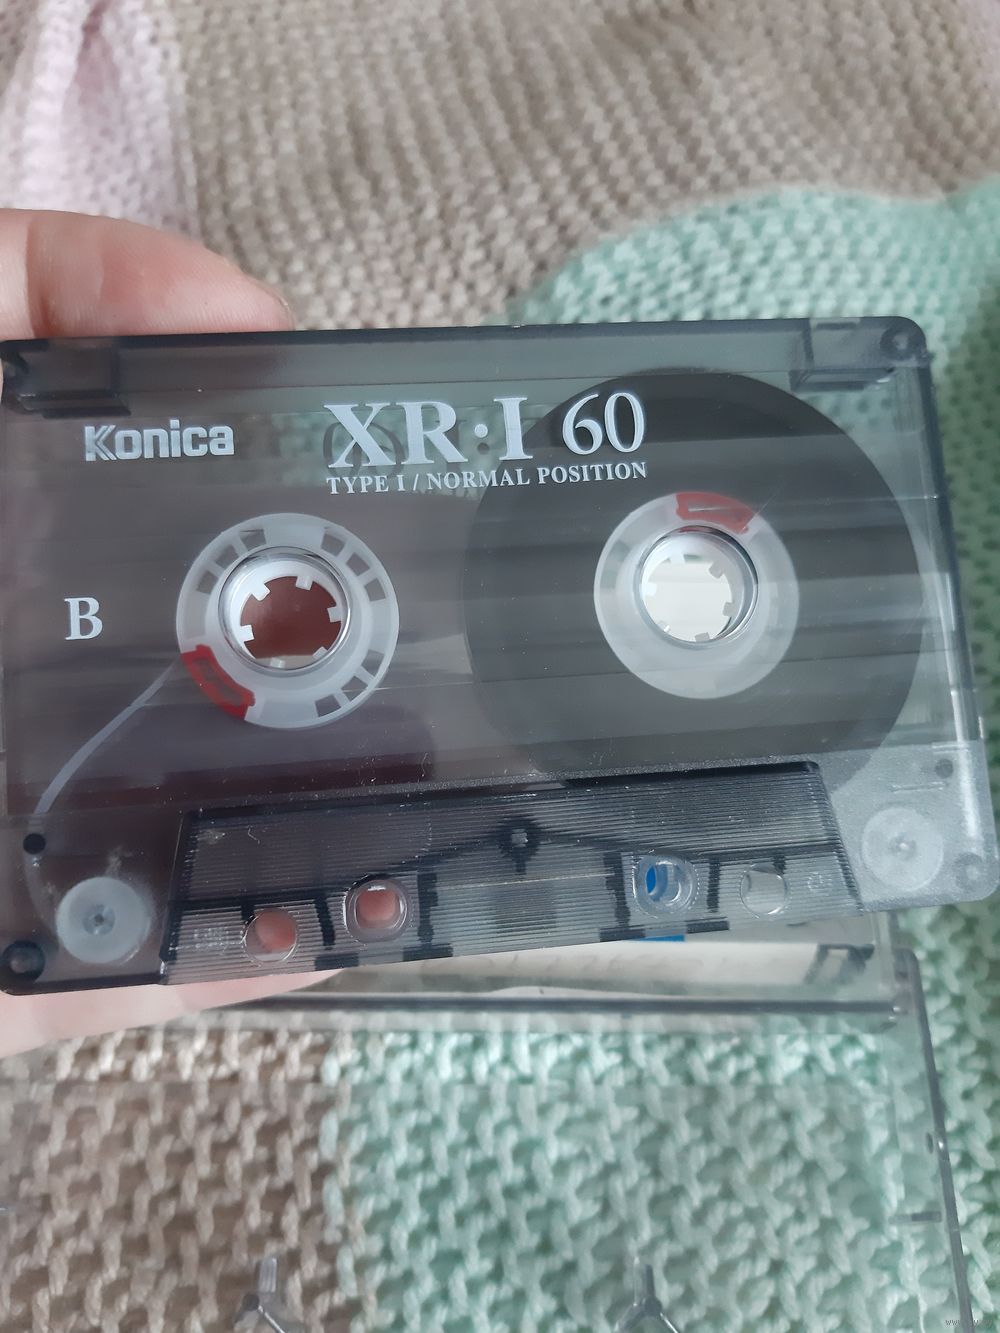 Konica
XR·I 60
TYPE I / NORMAL POSITION
B